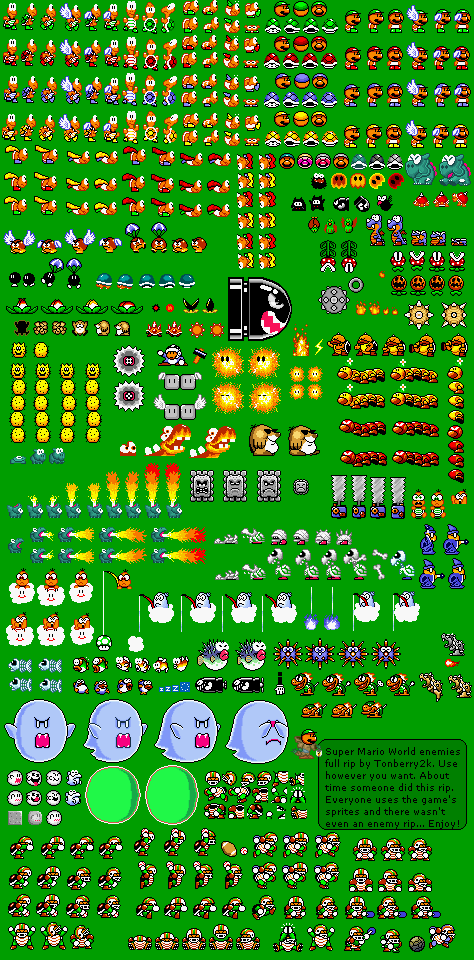 Super Mario World enemies
full rip by Tonberry2k. Use
however you want. About
time someone did this rip.
Everyone uses the game's
sprites and there wasn't
even an enemy rip... Enjoy!
zzz